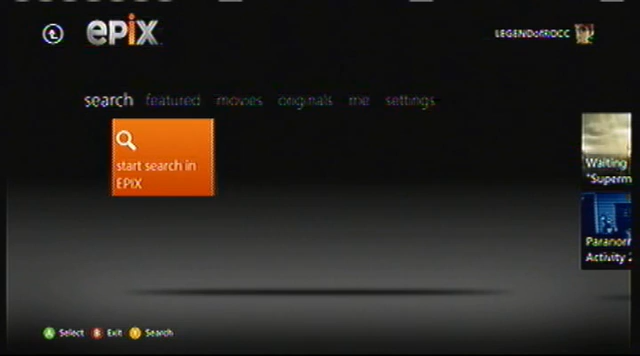 epix
LEGENDofROCC
search featured movies originals me settings
start search in
EPIX
Waiting
"Superm
Paranor
Activity 2
A Select B Exit Y Search